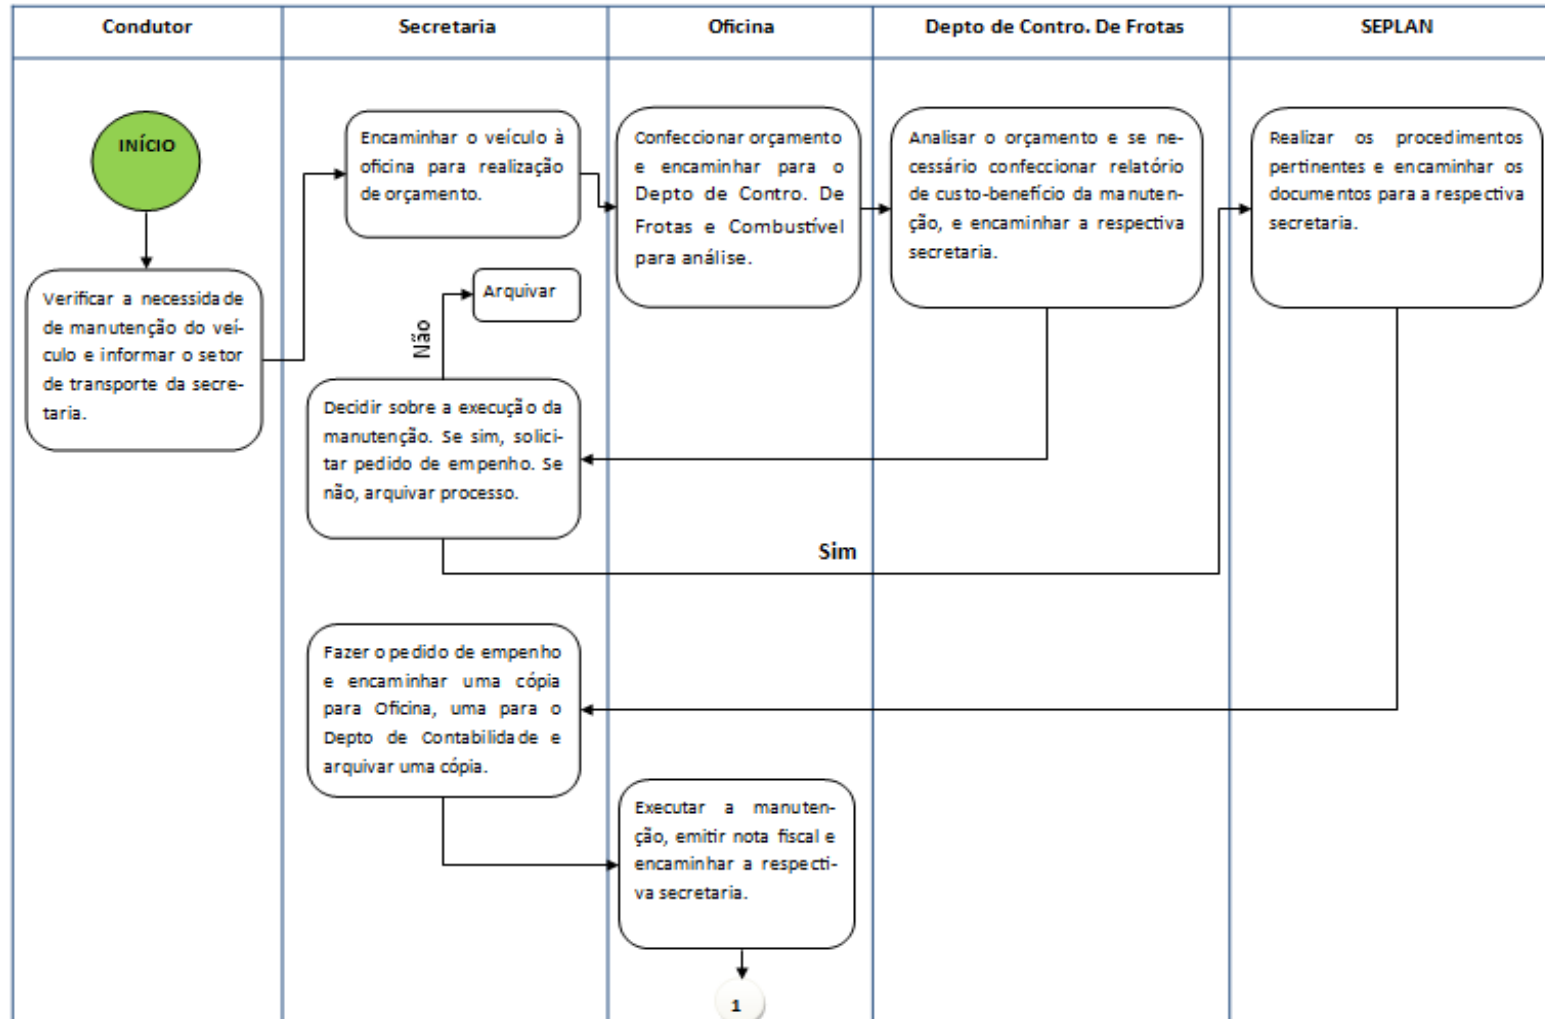 Condutor
Secretaria
Oficina
Depto de Contro. De Frotas
SEPLAN
INÍCIO
Verificar a necessidade
de manutenção do veí-
culo e informar o setor
de transporte da secre-
taria.
Encaminhar o veículo à
oficina para realização
de orçamento.
Confeccionar orçamento
e encaminhar para o
Depto de Contro. De
Frotas e Combustível
para análise.
Analisar o orçamento e se ne-
cessário confeccionar relatório
de custo-benefício da manuten-
ção, e encaminhar a respectiva
secretaria.
Realizar os procedimentos
pertinentes e encaminhar os
documentos para a respectiva
secretaria.
Arquivar
Não
Decidir sobre a execução da
manutenção. Se sim, solici-
tar pedido de empenho. Se
não, arquivar processo.
Sim
Fazer o pedido de empenho
e encaminhar uma cópia
para Oficina, uma para o
Depto de Contabilidade e
arquivar uma cópia.
Executar a manuten-
ção, emitir nota fiscal e
encaminhar a respecti-
va secretaria.
1